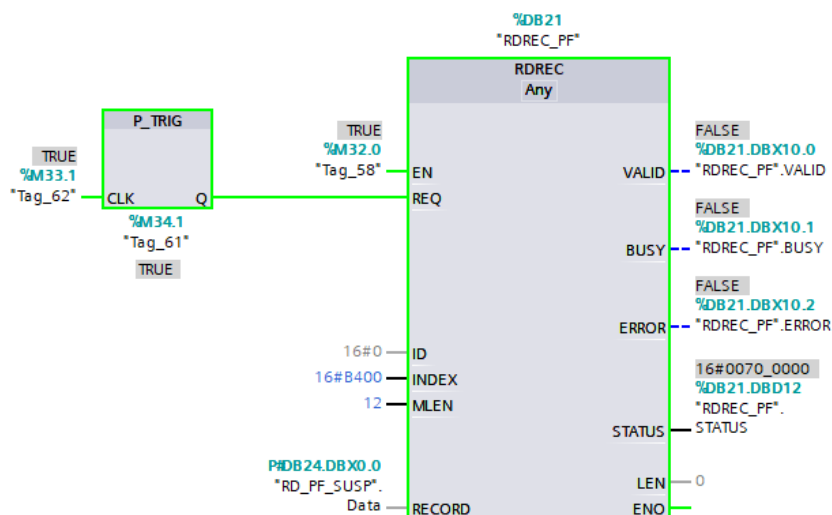 %DB21
"RDREC_PF"
RDREC
Any
P_TRIG
TRUE
%M33.1
"Tag_62"
CLK
Q
%M34.1
"Tag_61"
TRUE
TRUE
%M32.0
"Tag_58"
EN
REQ
16#0
ID
16#B400
INDEX
12
MLEN
P#DB24.DBX0.0
"RD_PF_SUSP".
Data
RECORD
FALSE
%DB21.DBX10.0
VALID
"RDREC_PF".VALID
FALSE
%DB21.DBX10.1
BUSY
"RDREC_PF".BUSY
FALSE
%DB21.DBX10.2
ERROR
"RDREC_PF".ERROR
16#0070_0000
%DB21.DBD12
"RDREC_PF".
STATUS
STATUS
LEN
0
ENO